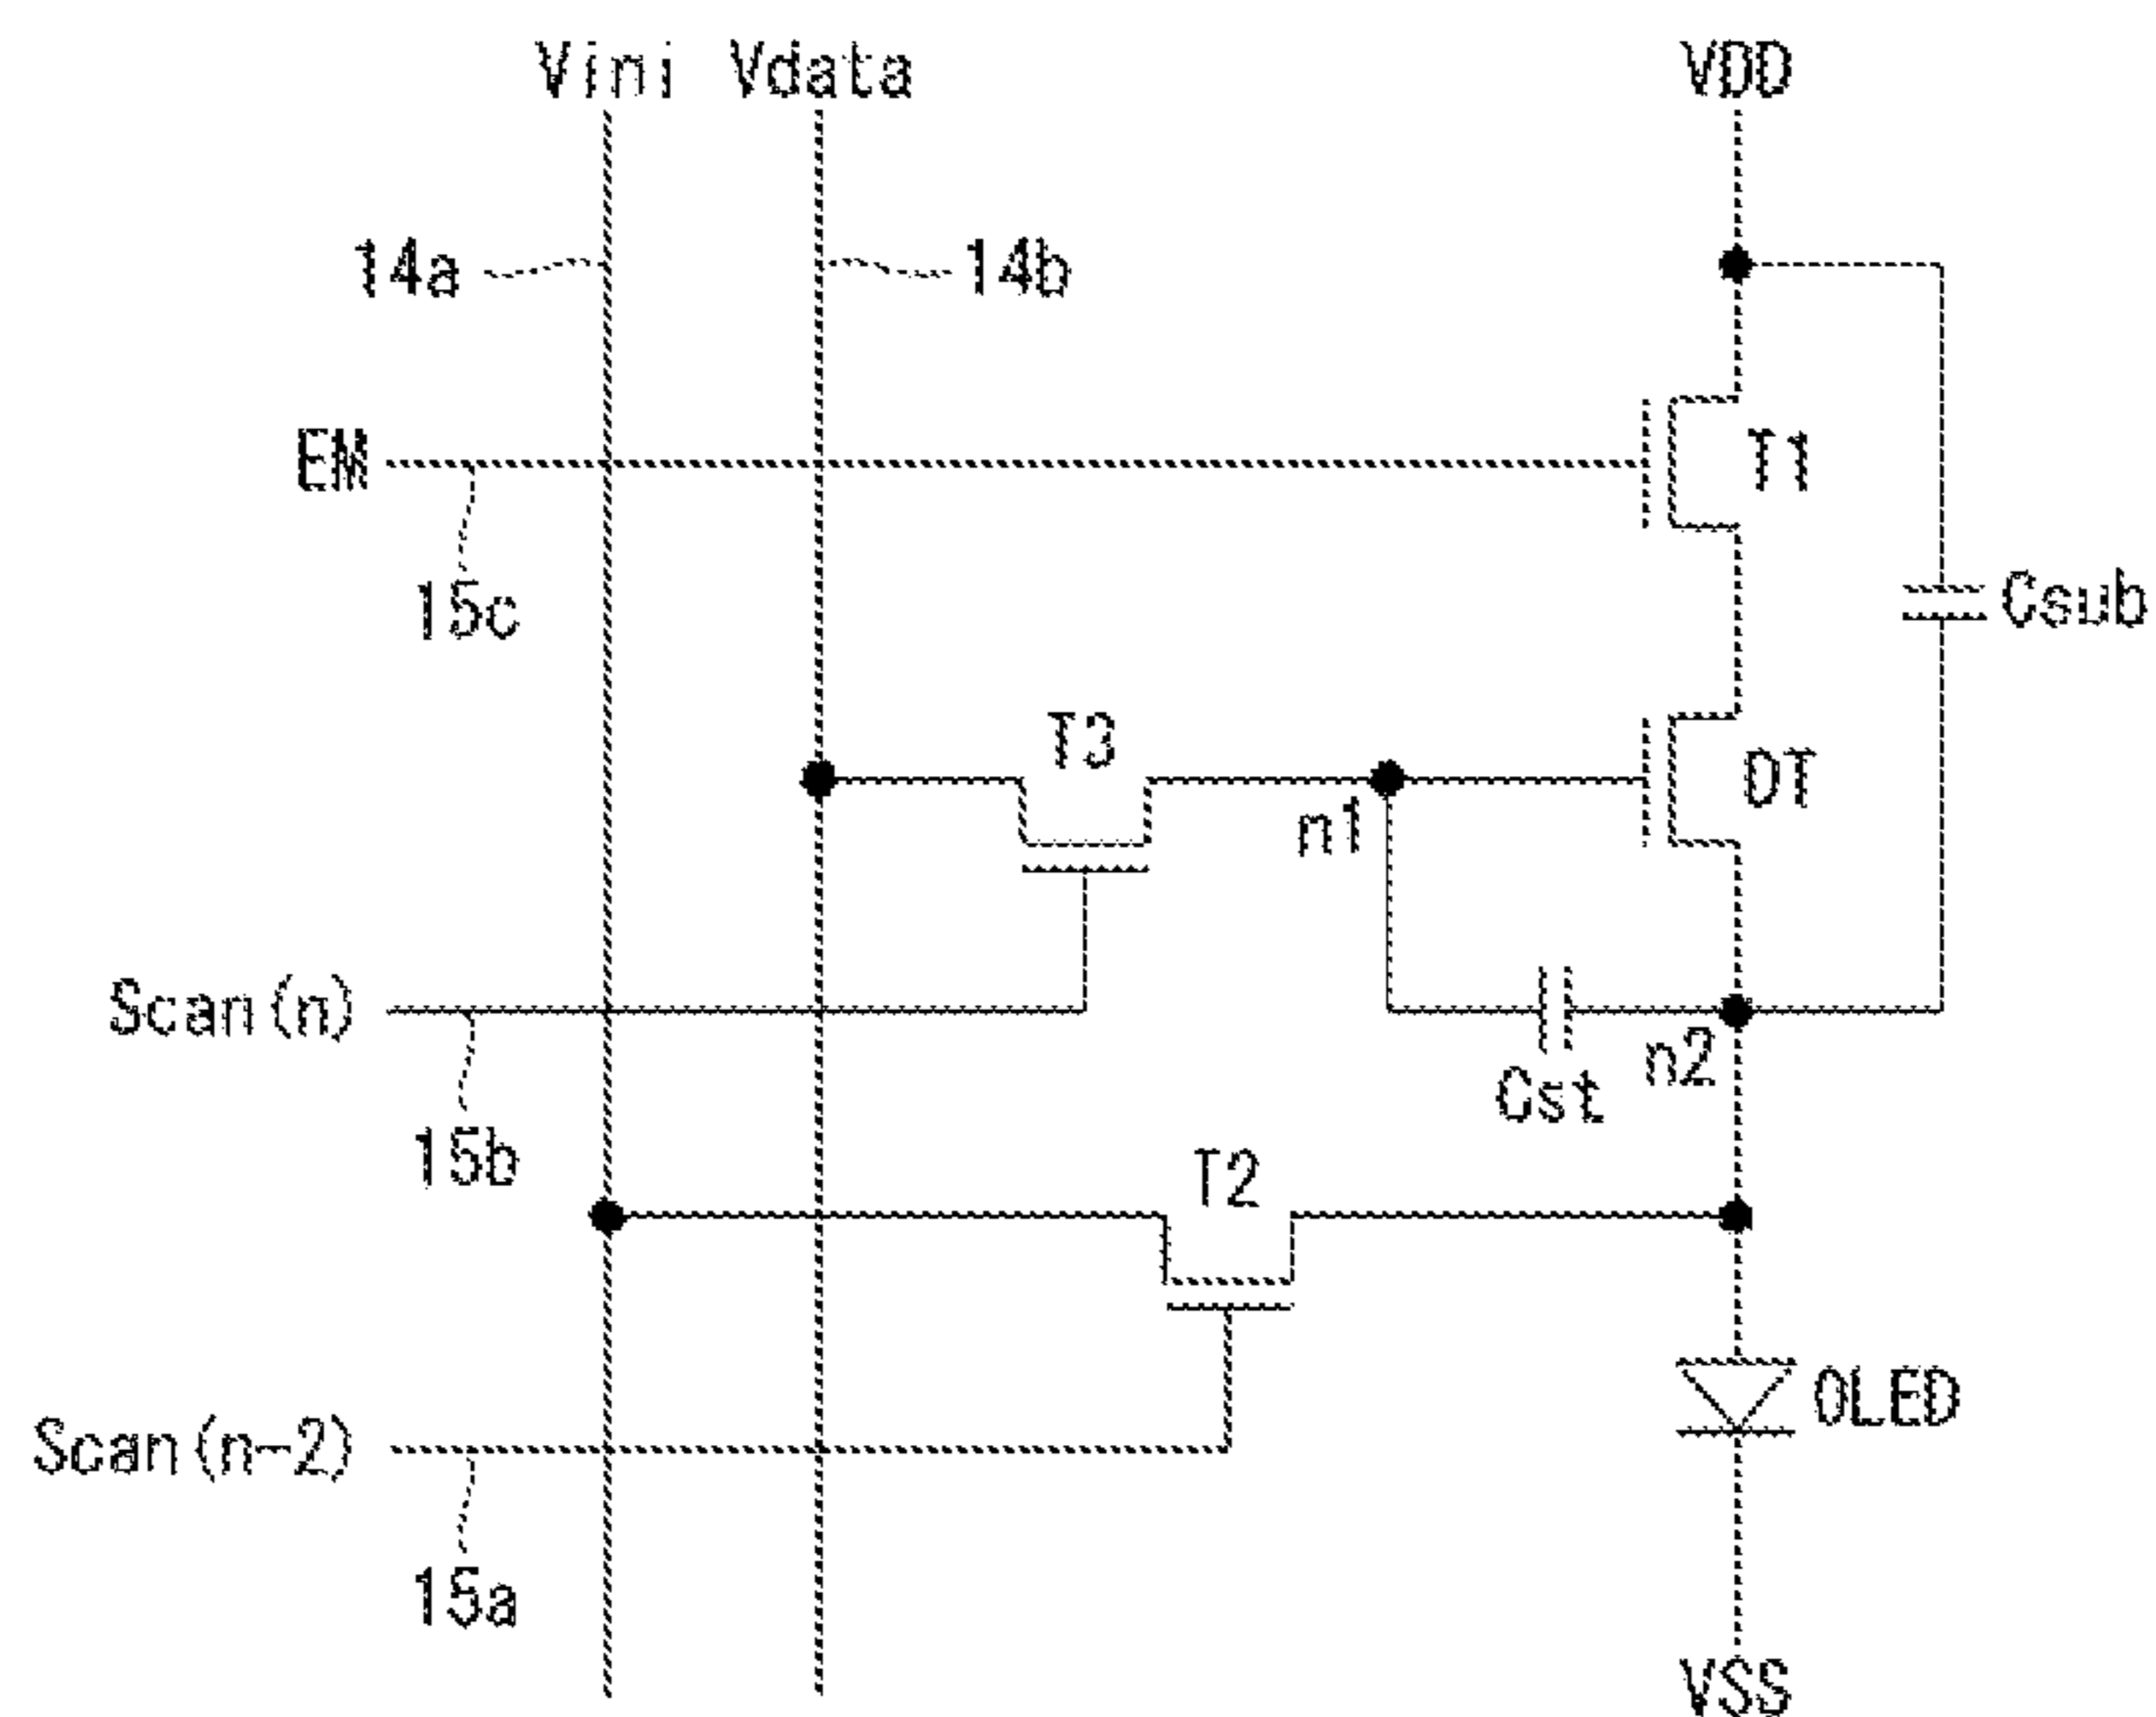 Vini Vdata VDD
14a 14b
EM T1
15c Csub
T3 DT
n1
Scan(n) n2
Cst
15b T2
OLED
Scan(n-2)
15a
VSS